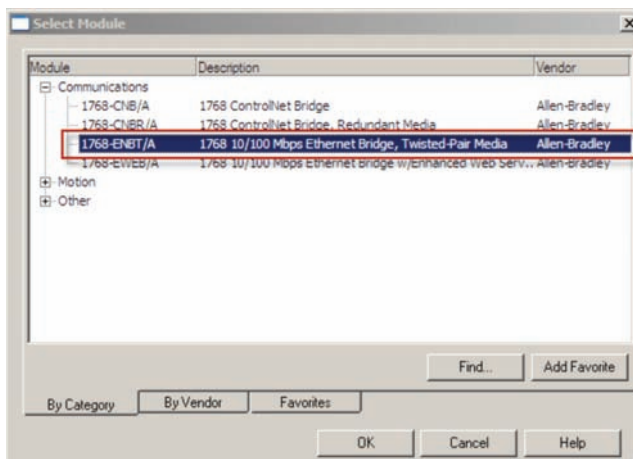 Select Module
Module Description Vendor
Communications
1768-CNB/A 1768 ControlNet Bridge Allen-Bradley
1768-CNBR/A 1768 ControlNet Bridge, Redundant Media Allen-Bradley
1768-ENBT/A 1768 10/100 Mbps Ethernet Bridge, Twisted-Pair Media Allen-Bradley
1768-EWEB/A 1768 10/100 Mbps Ethernet Bridge w/Enhanced Web Serv... Allen-Bradley
Motion
Other
Find... Add Favorite
By Category By Vendor Favorites
OK Cancel Help